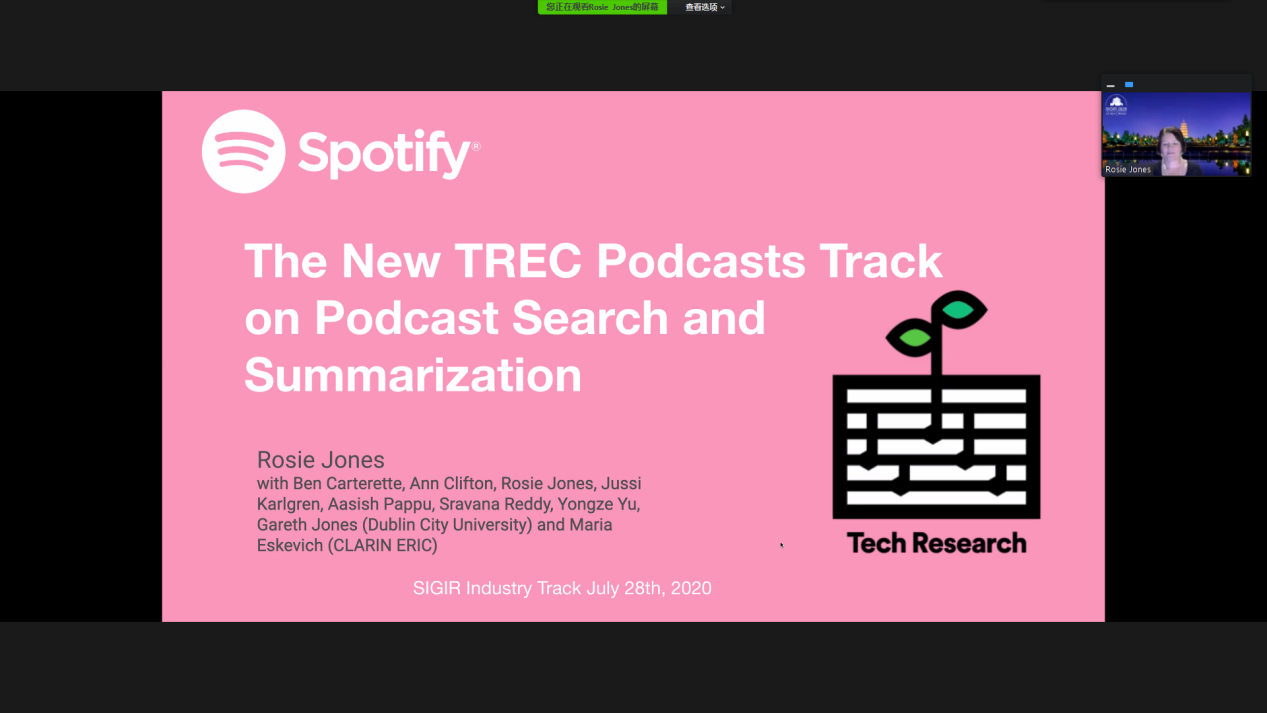 您正在观看Rosie Jones的屏幕
查看选项
Spotify®
The New TREC Podcasts Track
on Podcast Search and
Summarization
Rosie Jones
with Ben Carterette, Ann Clifton, Rosie Jones, Jussi
Karlgren, Aasish Pappu, Sravana Reddy, Yongze Yu,
Gareth Jones (Dublin City University) and Maria
Eskevich (CLARIN ERIC)
Tech Research
SIGIR Industry Track July 28th, 2020
Rosie Jones